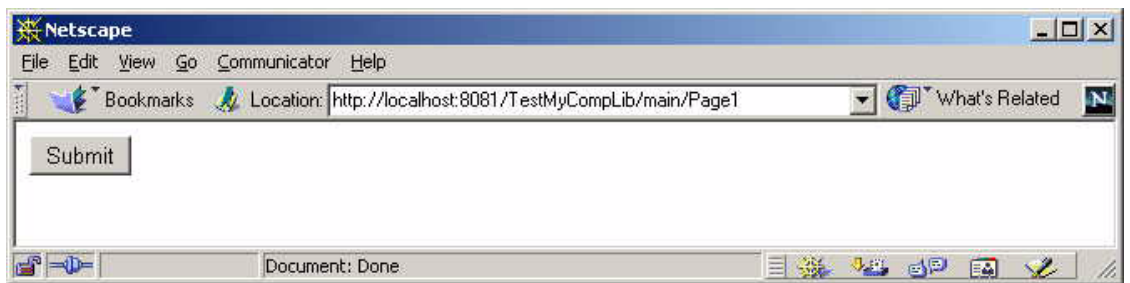 Netscape
File Edit View Go Communicator Help
Bookmarks Location: http://localhost:8081/TestMyCompLib/main/Page1 What's Related N
Submit
Document: Done